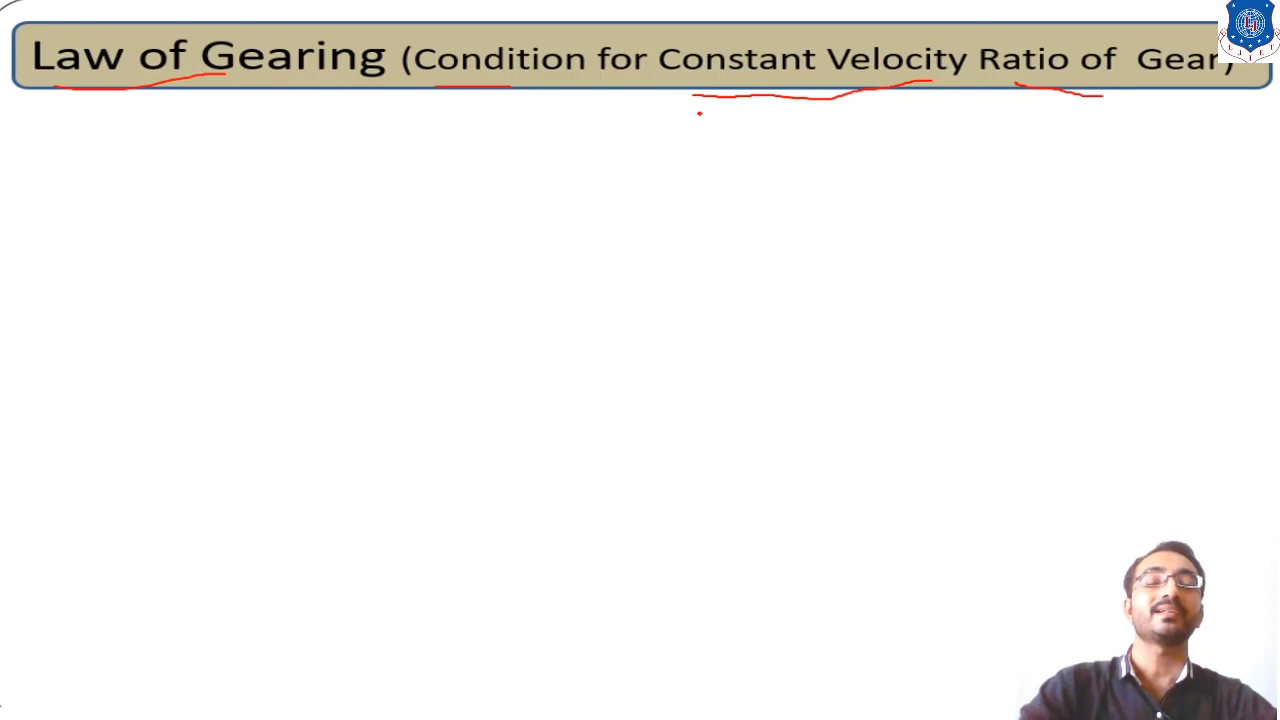 Law of Gearing (Condition for Constant Velocity Ratio of Gear)